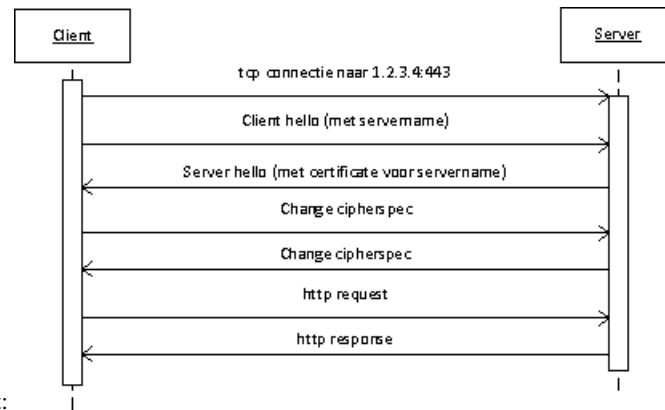 Client
Server
tcp connectie naar 1.2.3.4:443
Client hello (met servername)
Server hello (met certificate voor servername)
Change cipherspec
Change cipherspec
http request
http response